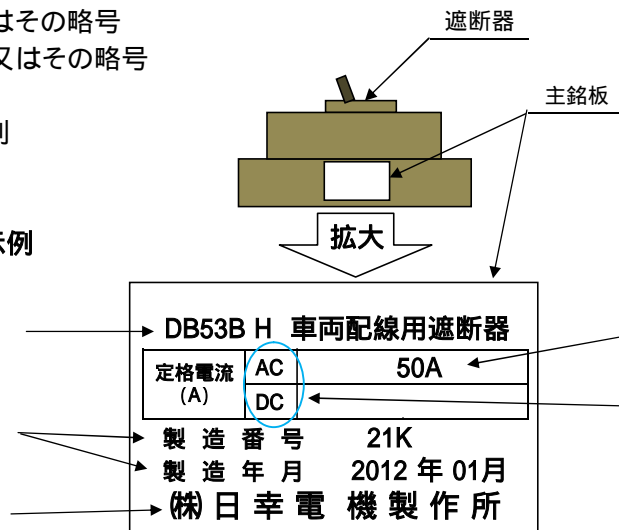 はその略号
又はその略号
別
示例
遮断器
主銘板
拡大
DB53B H 車両配線用遮断器
定格電流 (A) AC 50A
DC
製造番号 21K
製造年月 2012 年 01月
㈱日幸電機製作所